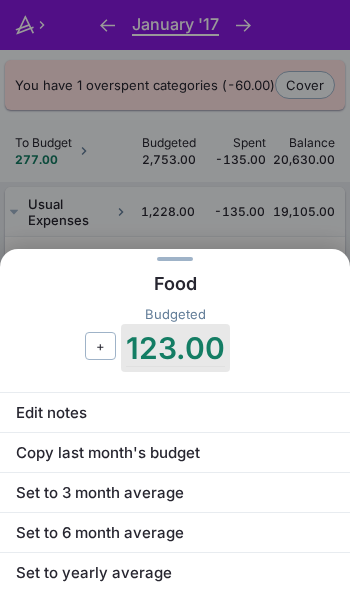 January '17
You have 1 overspent categories (-60.00) Cover
To Budget Budgeted Spent Balance
277.00 2,753.00 -135.00 20,630.00
Usual Expenses 1,228.00 -135.00 19,105.00
Food
Budgeted
+ 123.00
Edit notes
Copy last month's budget
Set to 3 month average
Set to 6 month average
Set to yearly average